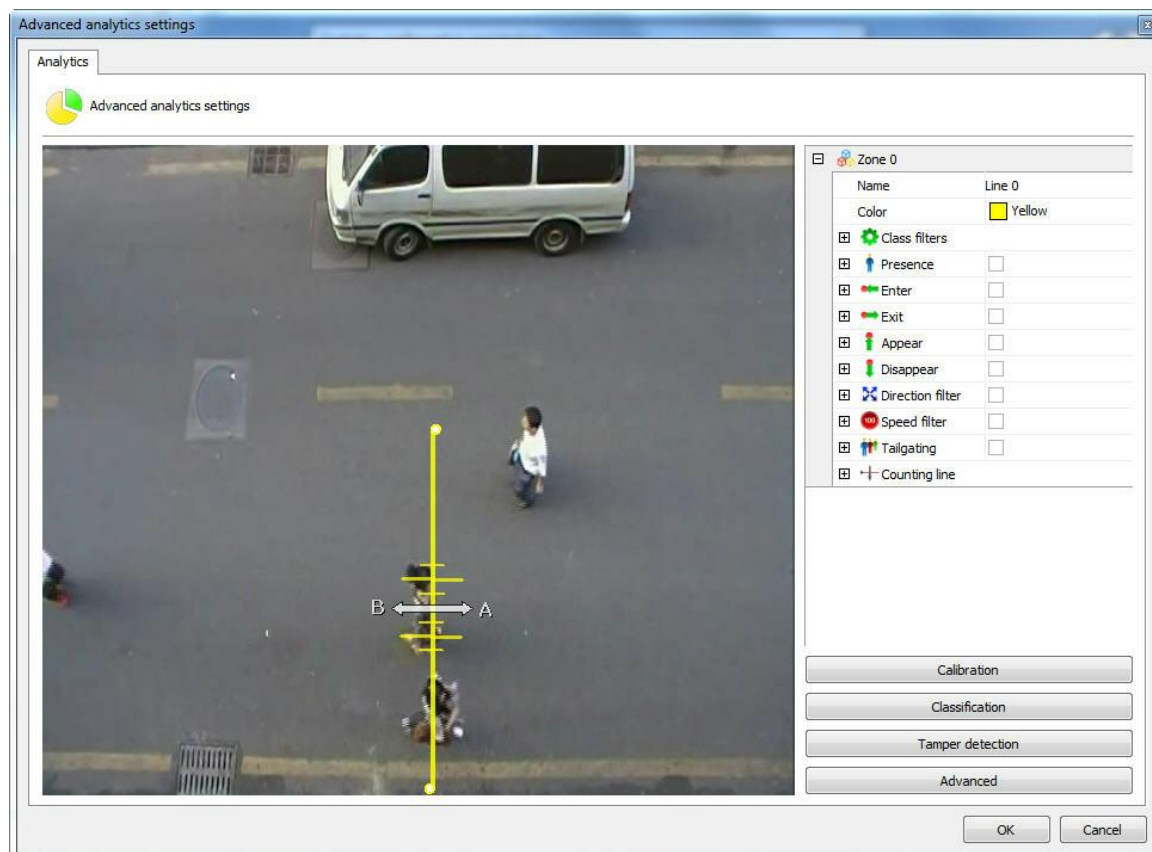 Advanced analytics settings
Analytics
Advanced analytics settings
Zone 0
Name Line 0
Color Yellow
Class filters
Presence
Enter
Exit
Appear
Disappear
Direction filter
100 Speed filter
Tailgating
Counting line
B A
Calibration
Classification
Tamper detection
Advanced
OK Cancel